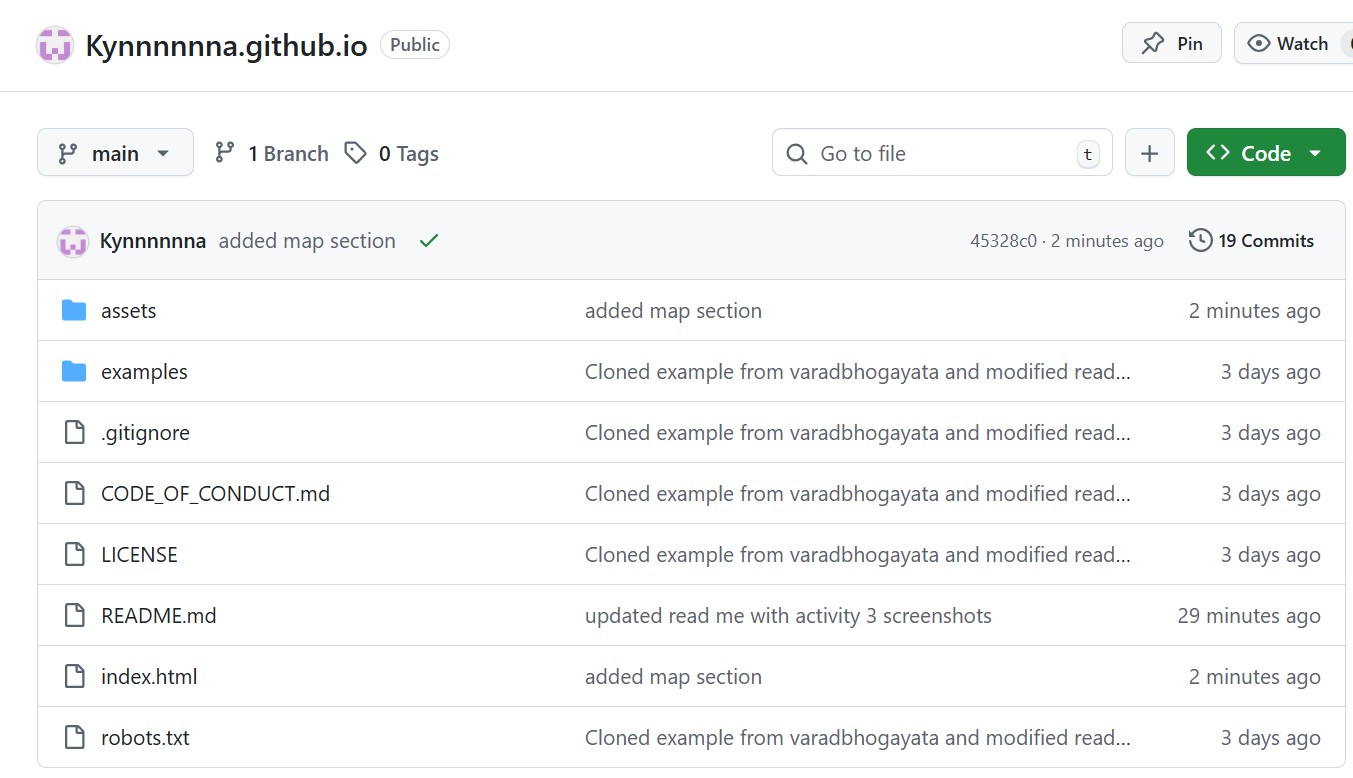 Kynnnnnna.github.io Public Pin Watch
main 1 Branch 0 Tags Go to file t Code
Kynnnnnna added map section 45328c0 · 2 minutes ago 19 Commits
assets added map section 2 minutes ago
examples Cloned example from varadbhogayata and modified read... 3 days ago
.gitignore Cloned example from varadbhogayata and modified read... 3 days ago
CODE_OF_CONDUCT.md Cloned example from varadbhogayata and modified read... 3 days ago
LICENSE Cloned example from varadbhogayata and modified read... 3 days ago
README.md updated read me with activity 3 screenshots 29 minutes ago
index.html added map section 2 minutes ago
robots.txt Cloned example from varadbhogayata and modified read... 3 days ago